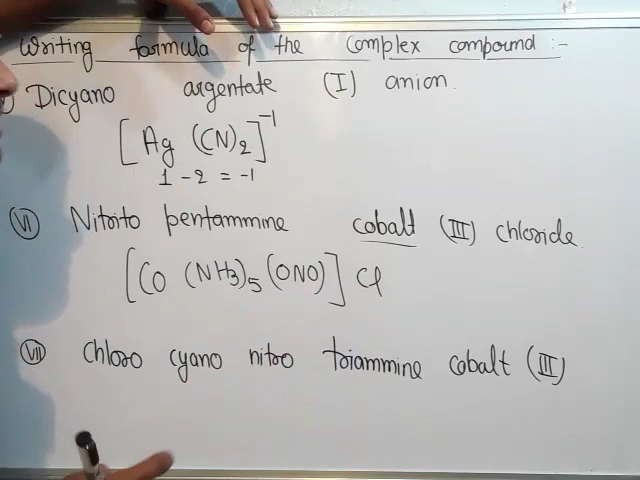 Writing formula of the complex compound :-
Dicyano argentate (I) anion.
[Ag (CN)2]-1
1 - 2 = -1
(VI) Nitrito pentammine cobalt (III) chloride.
[Co (NH3)5 (ONO)] Cl
(VII) Chloro cyano nitro triammine cobalt (III)